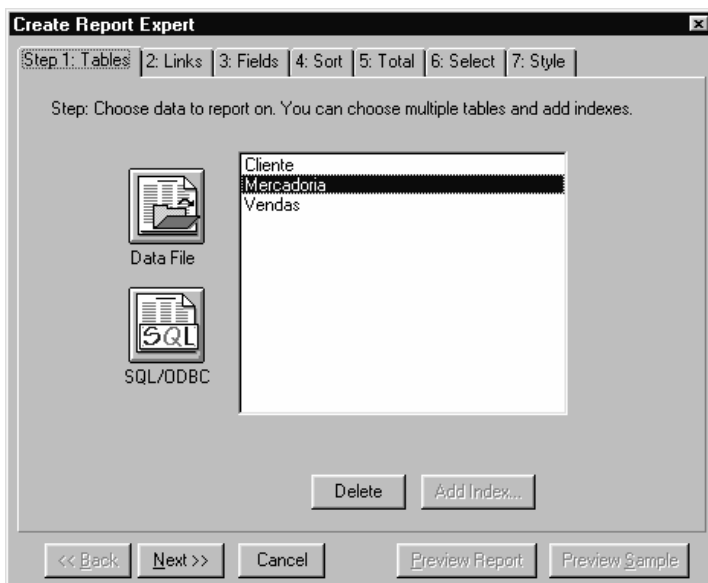 Create Report Expert
Step 1: Tables 2: Links 3: Fields 4: Sort 5: Total 6: Select 7: Style
Step: Choose data to report on. You can choose multiple tables and add indexes.
Cliente
Mercadoria
Vendas
Data File
SQL
SQL/ODBC
Delete Add Index...
<< Back Next >> Cancel Preview Report Preview Sample